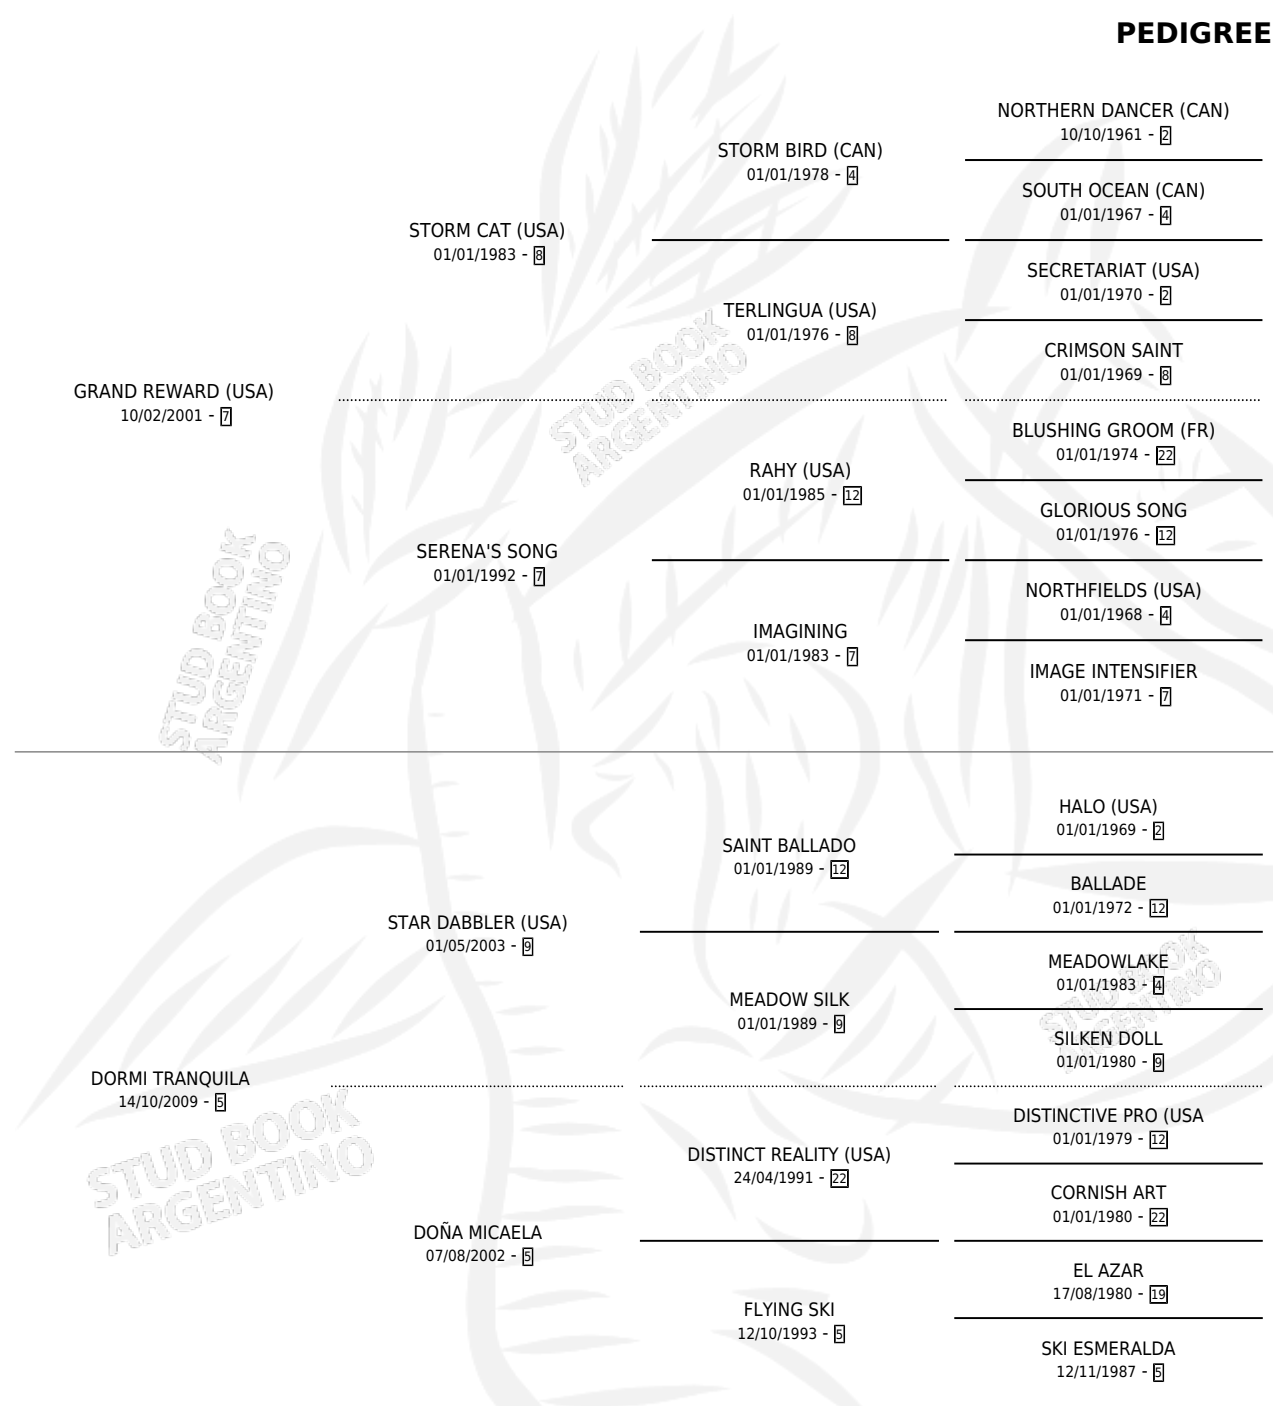 PEDIGREE
NORTHERN DANCER (CAN)
10/10/1961 - 2
STORM BIRD (CAN)
01/01/1978 - 4
SOUTH OCEAN (CAN)
01/01/1967 - 4
STORM CAT (USA)
01/01/1983 - 8
SECRETARIAT (USA)
01/01/1970 - 2
TERLINGUA (USA)
01/01/1976 - 8
CRIMSON SAINT
01/01/1969 - 8
GRAND REWARD (USA)
10/02/2001 - 7
BLUSHING GROOM (FR)
01/01/1974 - 22
RAHY (USA)
01/01/1985 - 12
GLORIOUS SONG
01/01/1976 - 12
SERENA'S SONG
01/01/1992 - 7
NORTHFIELDS (USA)
01/01/1968 - 4
IMAGINING
01/01/1983 - 7
IMAGE INTENSIFIER
01/01/1971 - 7
HALO (USA)
01/01/1969 - 2
SAINT BALLADO
01/01/1989 - 12
BALLADE
01/01/1972 - 12
STAR DABBLER (USA)
01/05/2003 - 9
MEADOWLAKE
01/01/1983 - 4
MEADOW SILK
01/01/1989 - 9
SILKEN DOLL
01/01/1980 - 9
DORMI TRANQUILA
14/10/2009 - 5
DISTINCTIVE PRO (USA
01/01/1979 - 12
DISTINCT REALITY (USA)
24/04/1991 - 22
CORNISH ART
01/01/1980 - 22
DOÑA MICAELA
07/08/2002 - 5
EL AZAR
17/08/1980 - 19
FLYING SKI
12/10/1993 - 5
SKI ESMERALDA
12/11/1987 - 5
STUD BOOK
ARGENTINO
STUD BOOK
ARGENTINO
STUD BOOK
ARGENTINO
STUD BOOK
ARGENTINO